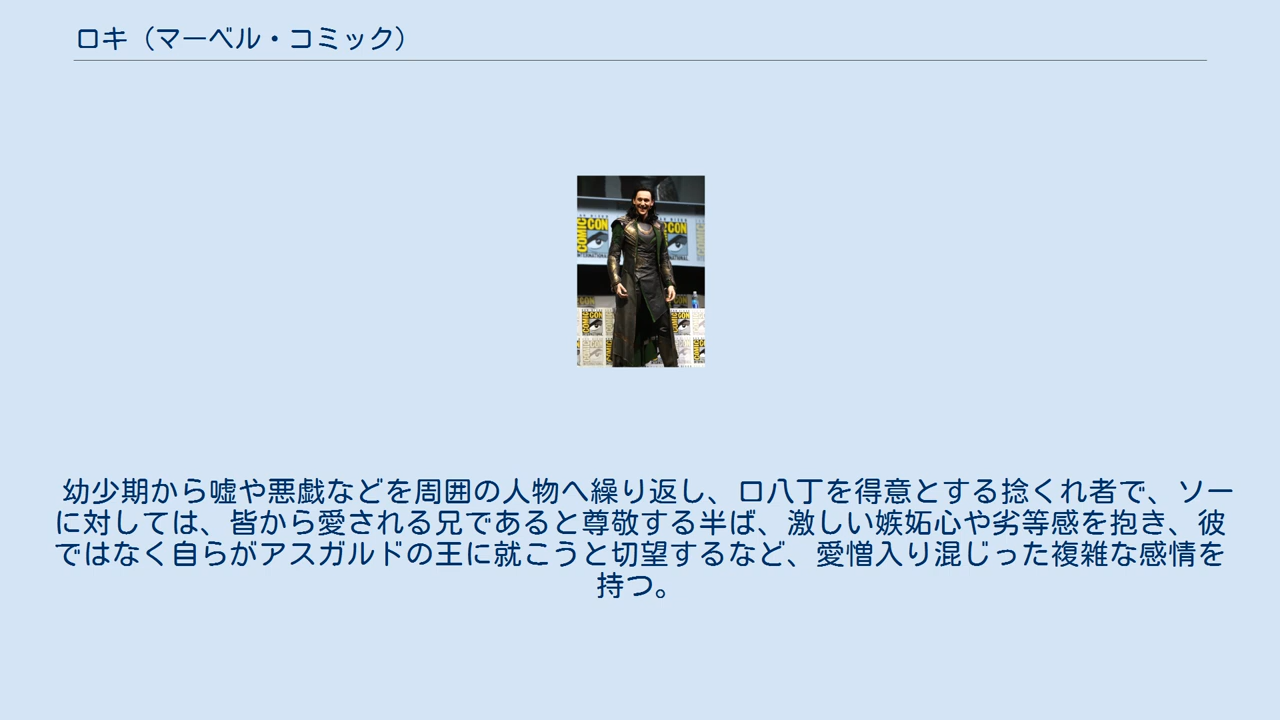 ロキ（マーベル・コミック）
COMIC CON
COMIC CON
COMIC CON
幼少期から嘘や悪戯などを周囲の人物へ繰り返し、口八丁を得意とする捻くれ者で、ソー
に対しては、皆から愛される兄であると尊敬する半ば、激しい嫉妬心や劣等感を抱き、彼
ではなく自らがアスガルドの王に就こうと切望するなど、愛憎入り混じった複雑な感情を
持つ。